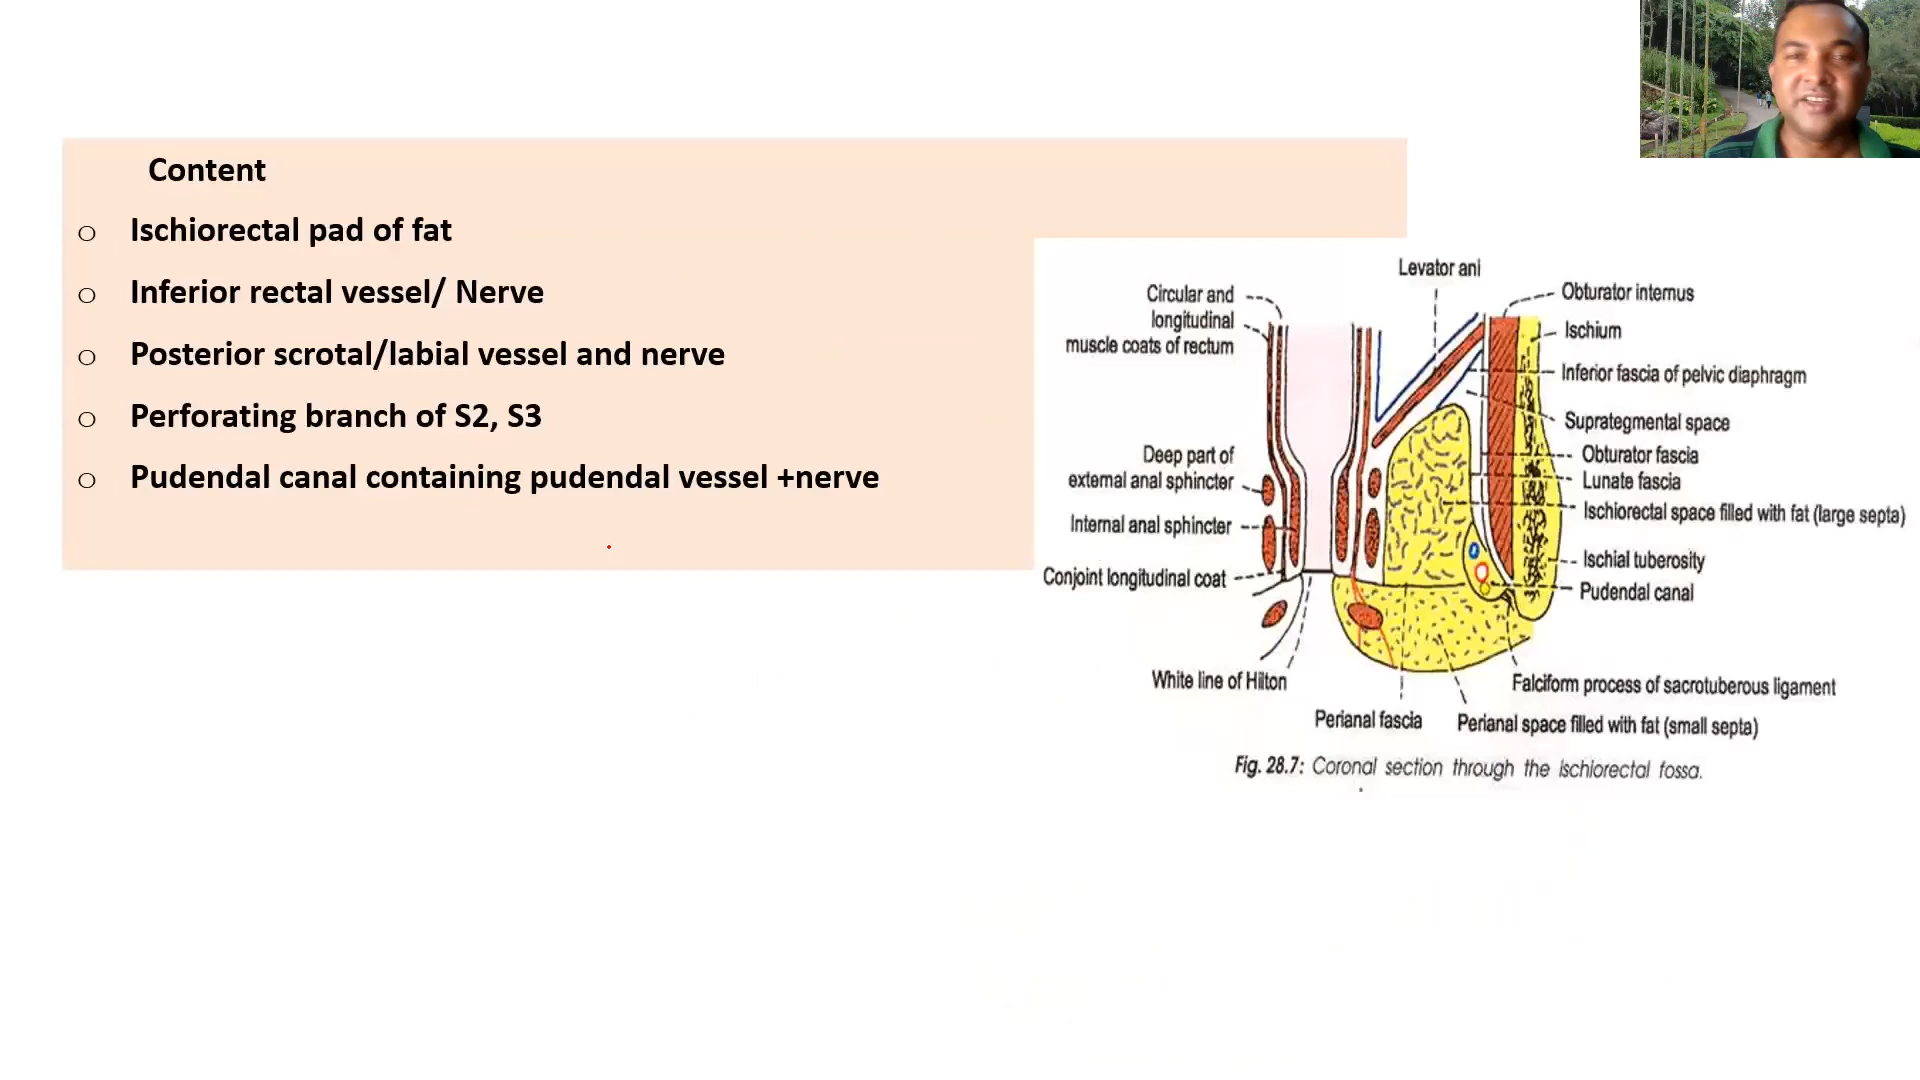 Content
o Ischiorectal pad of fat
o Inferior rectal vessel/ Nerve
o Posterior scrotal/labial vessel and nerve
o Perforating branch of S2, S3
o Pudendal canal containing pudendal vessel +nerve
Levator ani
Circular and
longitudinal
muscle coats of rectum
Deep part of
external anal sphincter
Internal anal sphincter
Conjoint longitudinal coat
White line of Hilton
Obturator internus
Ischium
Inferior fascia of pelvic diaphragm
Suprategmental space
Obturator fascia
Lunate fascia
Ischiorectal space filled with fat (large septa)
Ischial tuberosity
Pudendal canal
Falciform process of sacrotuberous ligament
Perianal fascia
Perianal space filled with fat (small septa)
Fig. 28.7: Coronal section through the ischiorectal fossa.